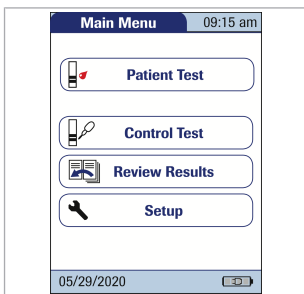 Main Menu 09:15 am
Patient Test
Control Test
Review Results
Setup
05/29/2020